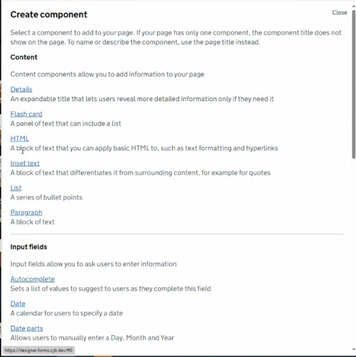 Create component
Close
Select a component to add to your page. If your page has only one component, the component title does not
show on the page. To name or describe the component, use the page title instead.
Content
Content components allow you to add information to your page
Details
An expandable title that lets users reveal more detailed information only if they need it
Flash card
A panel of text that can include a list
HTML
A block of text that you can apply basic HTML to, such as text formatting and hyperlinks
Inset text
A block of text that differentiates it from surrounding content, for example for quotes
List
A series of bullet points
Paragraph
A block of text
Input fields
Input fields allow you to ask users to enter information
Autocomplete
Sets a list of values to suggest to users as they complete this field
Date
A calendar for users to specify a date
Date parts
Allows users to manually enter a Day, Month and Year